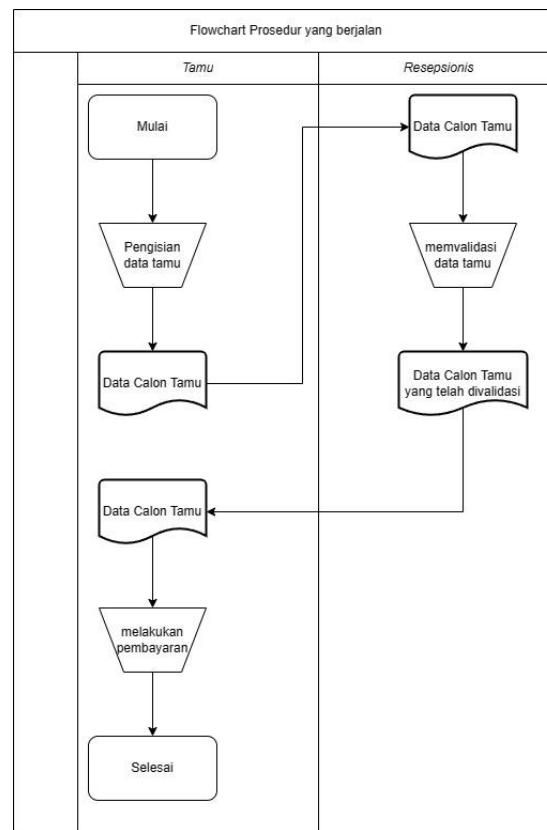 Flowchart Prosedur yang berjalan
Tamu
Resepsionis
Mulai
Pengisian
data tamu
Data Calon Tamu
Data Calon Tamu
memvalidasi
data tamu
Data Calon Tamu
yang telah divalidasi
Data Calon Tamu
melakukan
pembayaran
Selesai